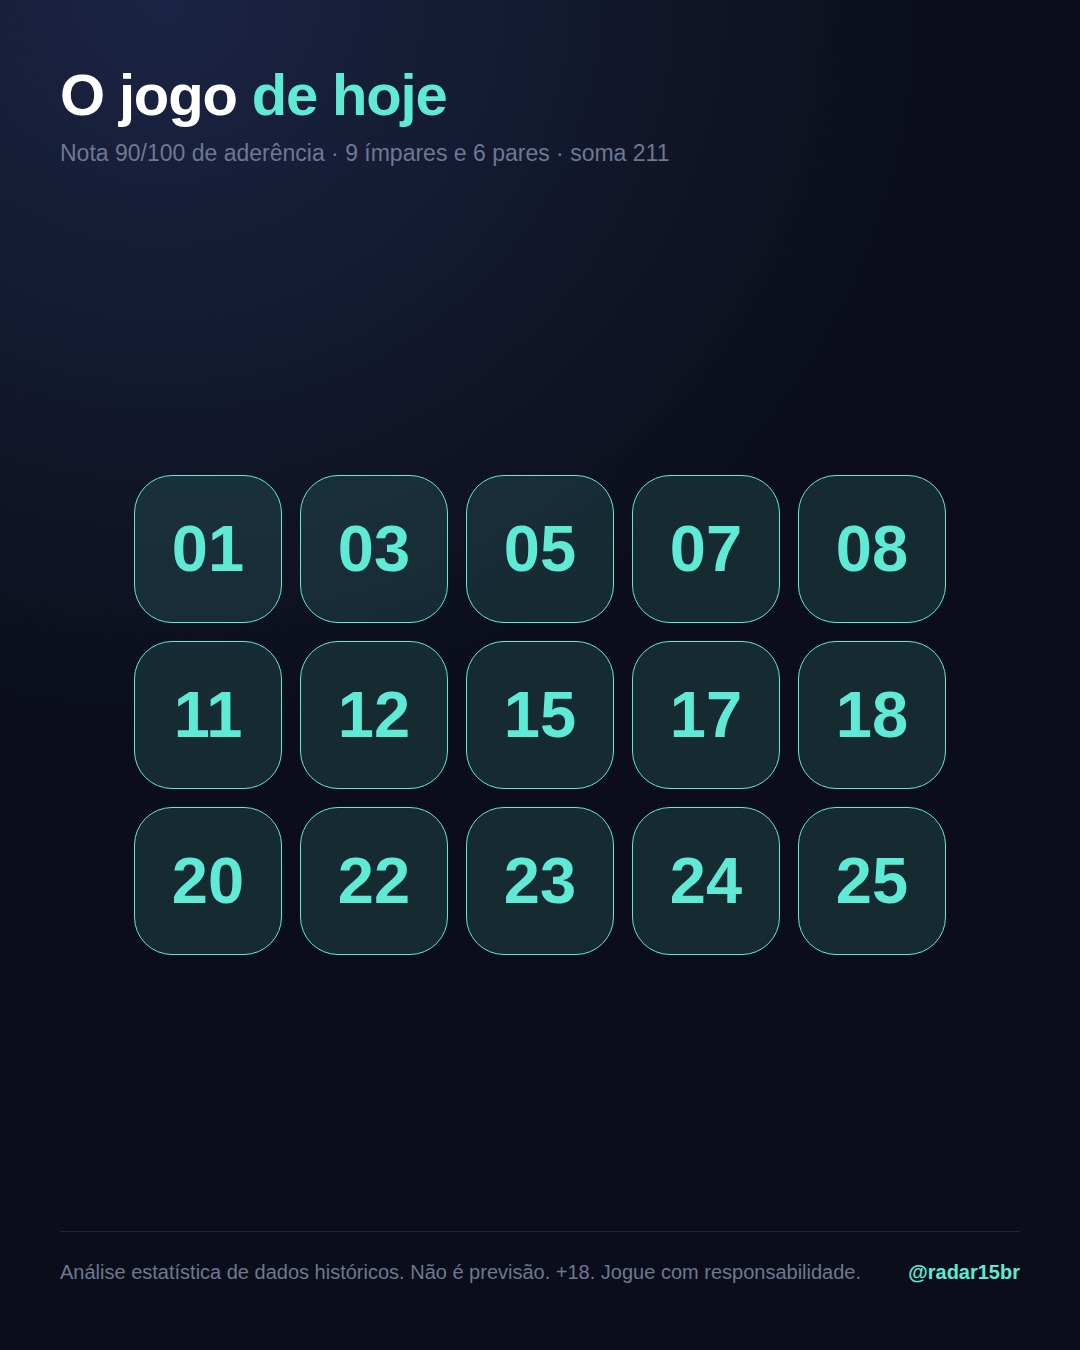 O jogo de hoje
Nota 90/100 de aderência · 9 ímpares e 6 pares · soma 211
01 03 05 07 08
11 12 15 17 18
20 22 23 24 25
Análise estatística de dados históricos. Não é previsão. +18. Jogue com responsabilidade. @radar15br